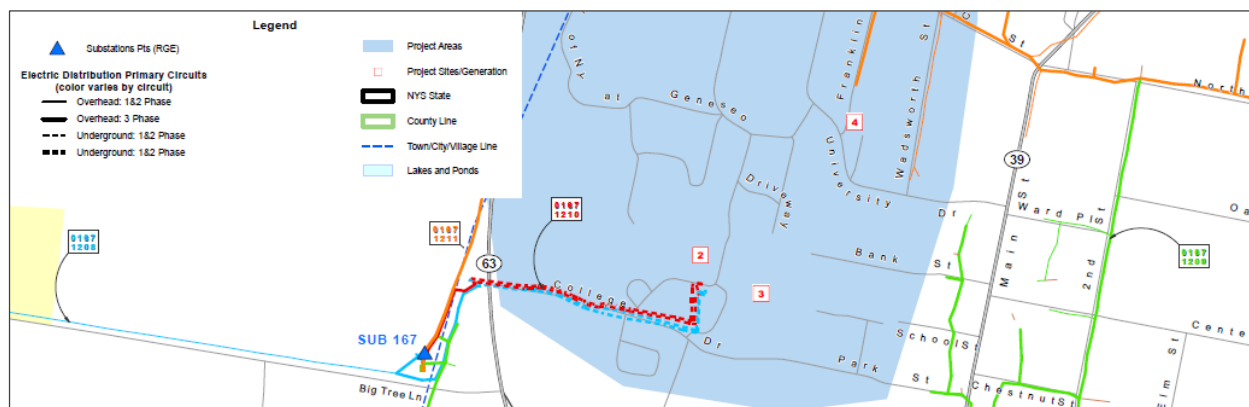 Legend
Substations Pts (RGE)
Electric Distribution Primary Circuits
(color varies by circuit)
Overhead: 1&2 Phase
Overhead: 3 Phase
Underground: 1&2 Phase
Underground: 1&2 Phase
Project Areas
Project Sites/Generation
NYS State
County Line
Town/City/Village Line
Lakes and Ponds
of NY
at
Geneseo
Franklin
Wadsworth St
St
North
4
39
University
Dr
Driveway
Ward Pl
St
Main
2nd
St
Oa
0167
1208
0167
1211
0167
1210
0167
1209
63
2
3
Bank
St
College
Dr
Center
School St
Park
St
Chestnut St
Elm St
SUB 167
Big Tree Ln